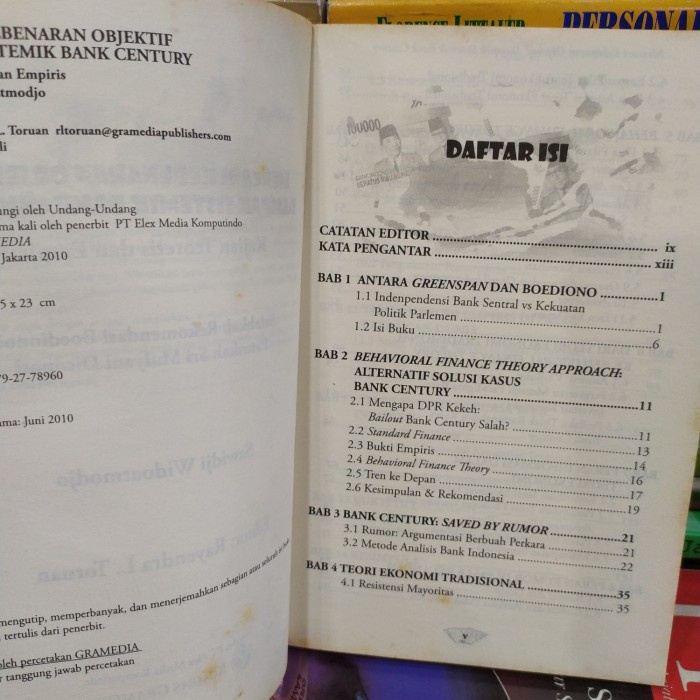 FLORENCE LITTAUER
EBENARAN OBJEKTIF
TEMIK BANK CENTURY
an Empiris
tmodjo
L. Toruan rltoruan@gramediapublishers.com
li
ngi oleh Undang-Undang
ma kali oleh penerbit PT Elex Media Komputindo
MEDIA
Jakarta 2010
5 x 23 cm
79-27-78960
ma: Juni 2010
mengutip, memperbanyak, dan menerjemahkan sebagian atau seluruh isi buku
tertulis dari penerbit.
oleh percetakan GRAMEDIA
r tanggung jawab percetakan
100000
DAFTAR ISI
CATATAN EDITOR ........ ix
KATA PENGANTAR ........ xiii
BAB 1 ANTARA GREENSPAN DAN BOEDIONO ........ 1
1.1 Indenpendensi Bank Sentral vs Kekuatan
Politik Parlemen ........ 1
1.2 Isi Buku ........ 6
BAB 2 BEHAVIORAL FINANCE THEORY APPROACH:
ALTERNATIF SOLUSI KASUS
BANK CENTURY ........ 11
2.1 Mengapa DPR Kekeh:
Bailout Bank Century Salah? ........ 11
2.2 Standard Finance ........ 13
2.3 Bukti Empiris ........ 14
2.4 Behavioral Finance Theory ........ 16
2.5 Tren ke Depan ........ 17
2.6 Kesimpulan & Rekomendasi ........ 19
BAB 3 BANK CENTURY: SAVED BY RUMOR ........ 21
3.1 Rumor: Argumentasi Berbuah Perkara ........ 21
3.2 Metode Analisis Bank Indonesia ........ 22
BAB 4 TEORI EKONOMI TRADISIONAL ........ 35
4.1 Resistensi Mayoritas ........ 35
v